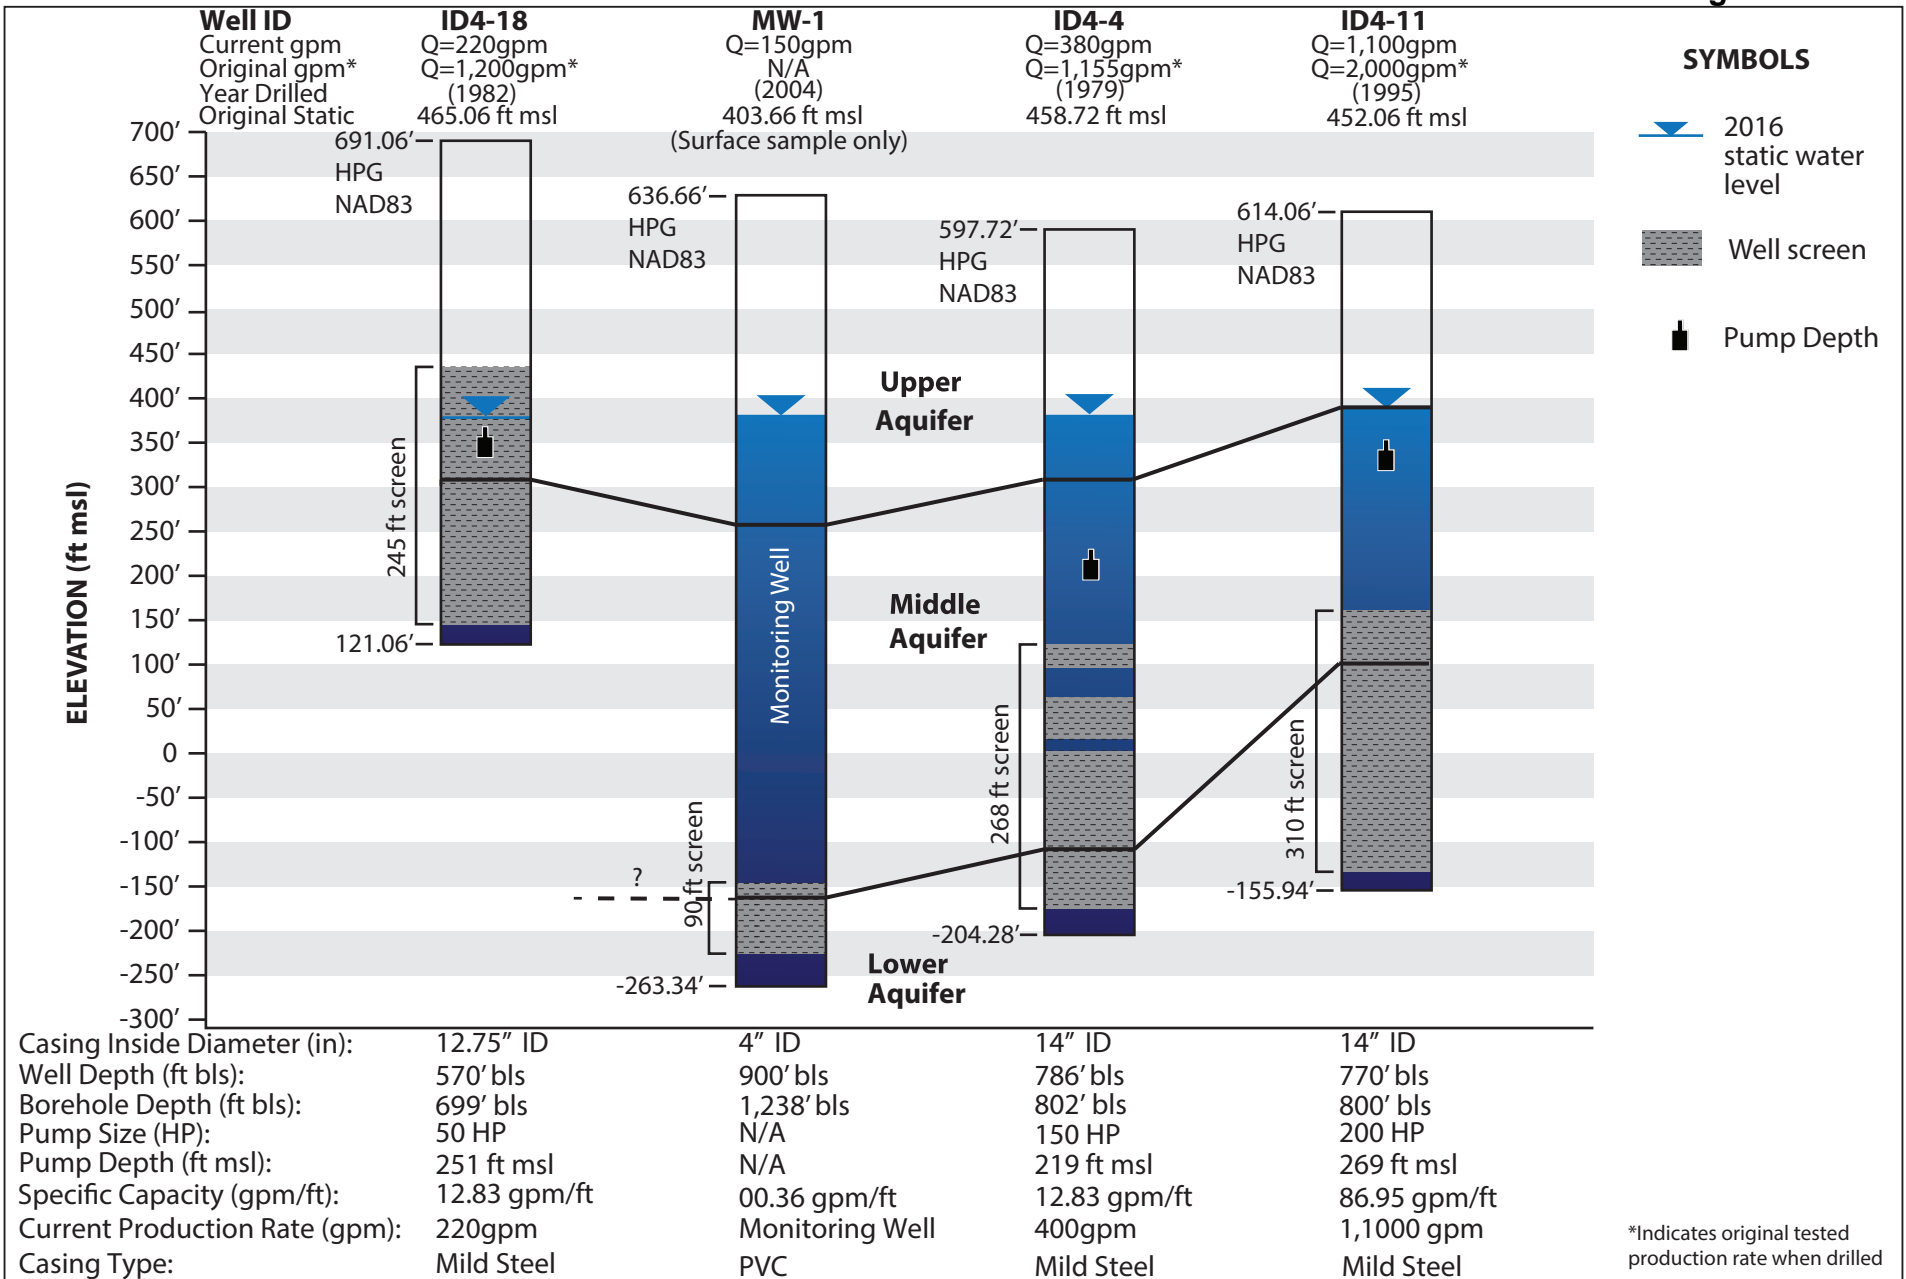 Well ID ID4-18 MW-1 ID4-4 ID4-11
Current gpm Q=220gpm Q=150gpm Q=380gpm Q=1,100gpm
Original gpm* Q=1,200gpm* N/A Q=1,155gpm* Q=2,000gpm*
Year Drilled (1982) (2004) (1979) (1995)
Original Static 465.06 ft msl 403.66 ft msl 458.72 ft msl 452.06 ft msl
(Surface sample only)
SYMBOLS
2016
static water
level
Well screen
Pump Depth
ELEVATION (ft msl)
700’
650’
600’
550’
500’
450’
400’
350’
300’
250’
200’
150’
100’
50’
0
-50’
-100’
-150’
-200’
-250’
-300’
691.06’
HPG
NAD83
245 ft screen
121.06’
636.66’
HPG
NAD83
Monitoring Well
?
90 ft screen
-263.34’
Upper
Aquifer
Middle
Aquifer
Lower
Aquifer
597.72’
HPG
NAD83
268 ft screen
-204.28’
614.06’
HPG
NAD83
310 ft screen
-155.94’
Casing Inside Diameter (in): 12.75” ID 4” ID 14” ID 14” ID
Well Depth (ft bls): 570’ bls 900’ bls 786’ bls 770’ bls
Borehole Depth (ft bls): 699’ bls 1,238’ bls 802’ bls 800’ bls
Pump Size (HP): 50 HP N/A 150 HP 200 HP
Pump Depth (ft msl): 251 ft msl N/A 219 ft msl 269 ft msl
Specific Capacity (gpm/ft): 12.83 gpm/ft 00.36 gpm/ft 12.83 gpm/ft 86.95 gpm/ft
Current Production Rate (gpm): 220gpm Monitoring Well 400gpm 1,1000 gpm
Casing Type: Mild Steel PVC Mild Steel Mild Steel
*Indicates original tested
production rate when drilled